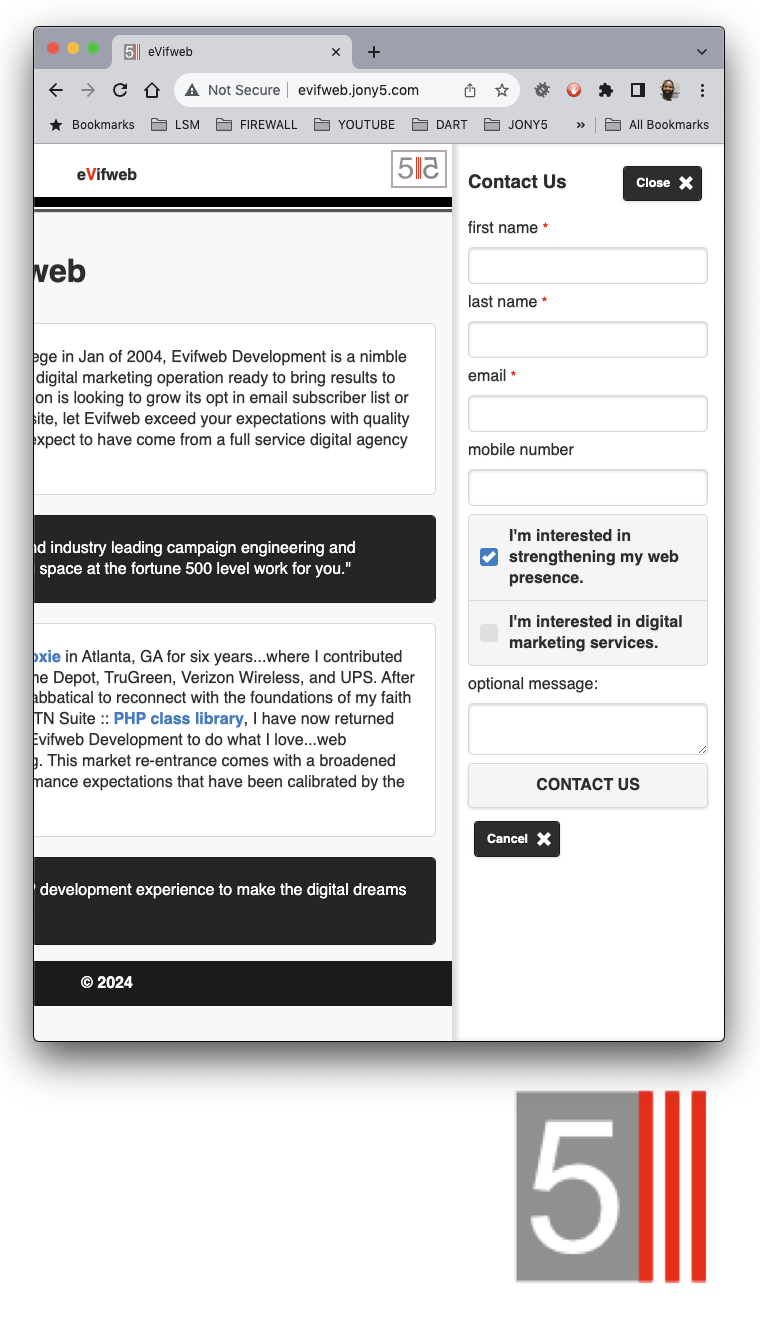 5 eVifweb
Not Secure evifweb.jony5.com
Bookmarks LSM FIREWALL YOUTUBE DART JONY5 » All Bookmarks
eVifweb
5
web
ege in Jan of 2004, Evifweb Development is a nimble
digital marketing operation ready to bring results to
on is looking to grow its opt in email subscriber list or
site, let Evifweb exceed your expectations with quality
expect to have come from a full service digital agency
nd industry leading campaign engineering and
space at the fortune 500 level work for you."
oxie in Atlanta, GA for six years...where I contributed
me Depot, TruGreen, Verizon Wireless, and UPS. After
abbatical to reconnect with the foundations of my faith
TN Suite :: PHP class library, I have now returned
Evifweb Development to do what I love...web
g. This market re-entrance comes with a broadened
mance expectations that have been calibrated by the
P development experience to make the digital dreams
© 2024
Contact Us
Close
first name *
last name *
email *
mobile number
I'm interested in
strengthening my web
presence.
I'm interested in digital
marketing services.
optional message:
CONTACT US
Cancel
5